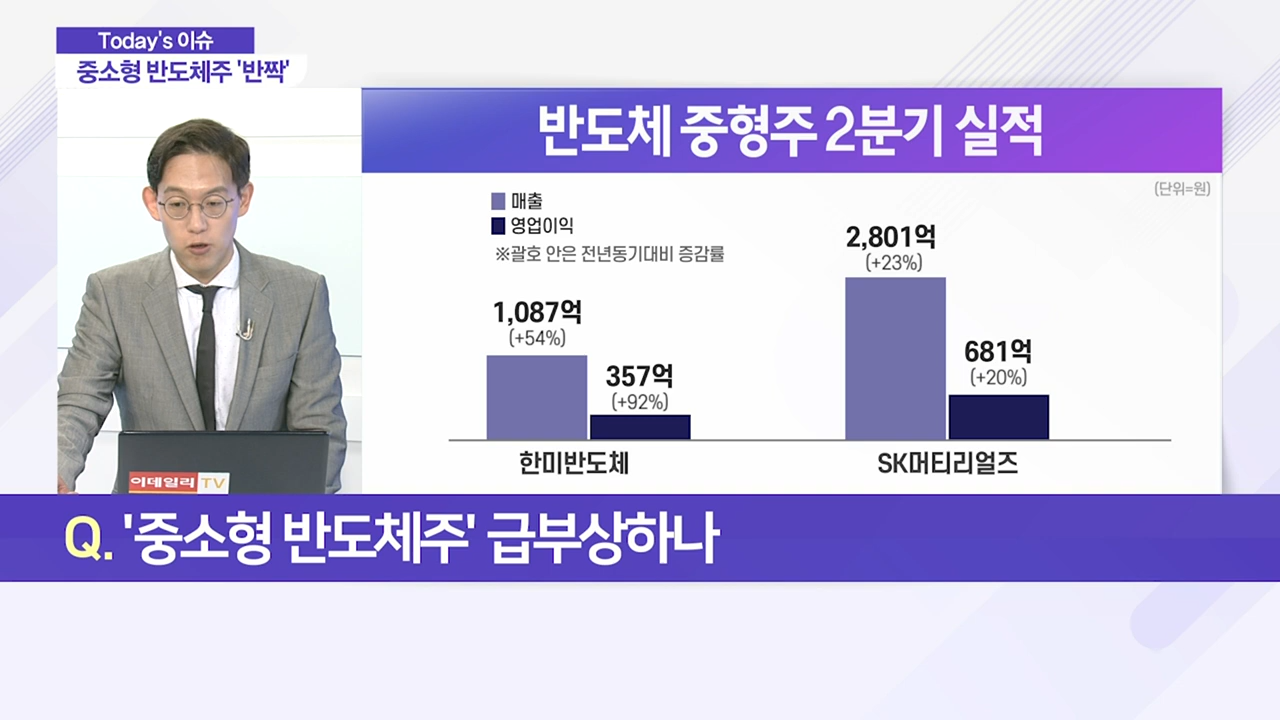 Today's 이슈
중소형 반도체주 '반짝'
반도체 중형주 2분기 실적
(단위=원)
매출
영업이익
※괄호 안은 전년동기대비 증감률
1,087억
(+54%)
357억
(+92%)
2,801억
(+23%)
681억
(+20%)
한미반도체
SK머티리얼즈
이데일리 TV
Q. '중소형 반도체주' 급부상하나